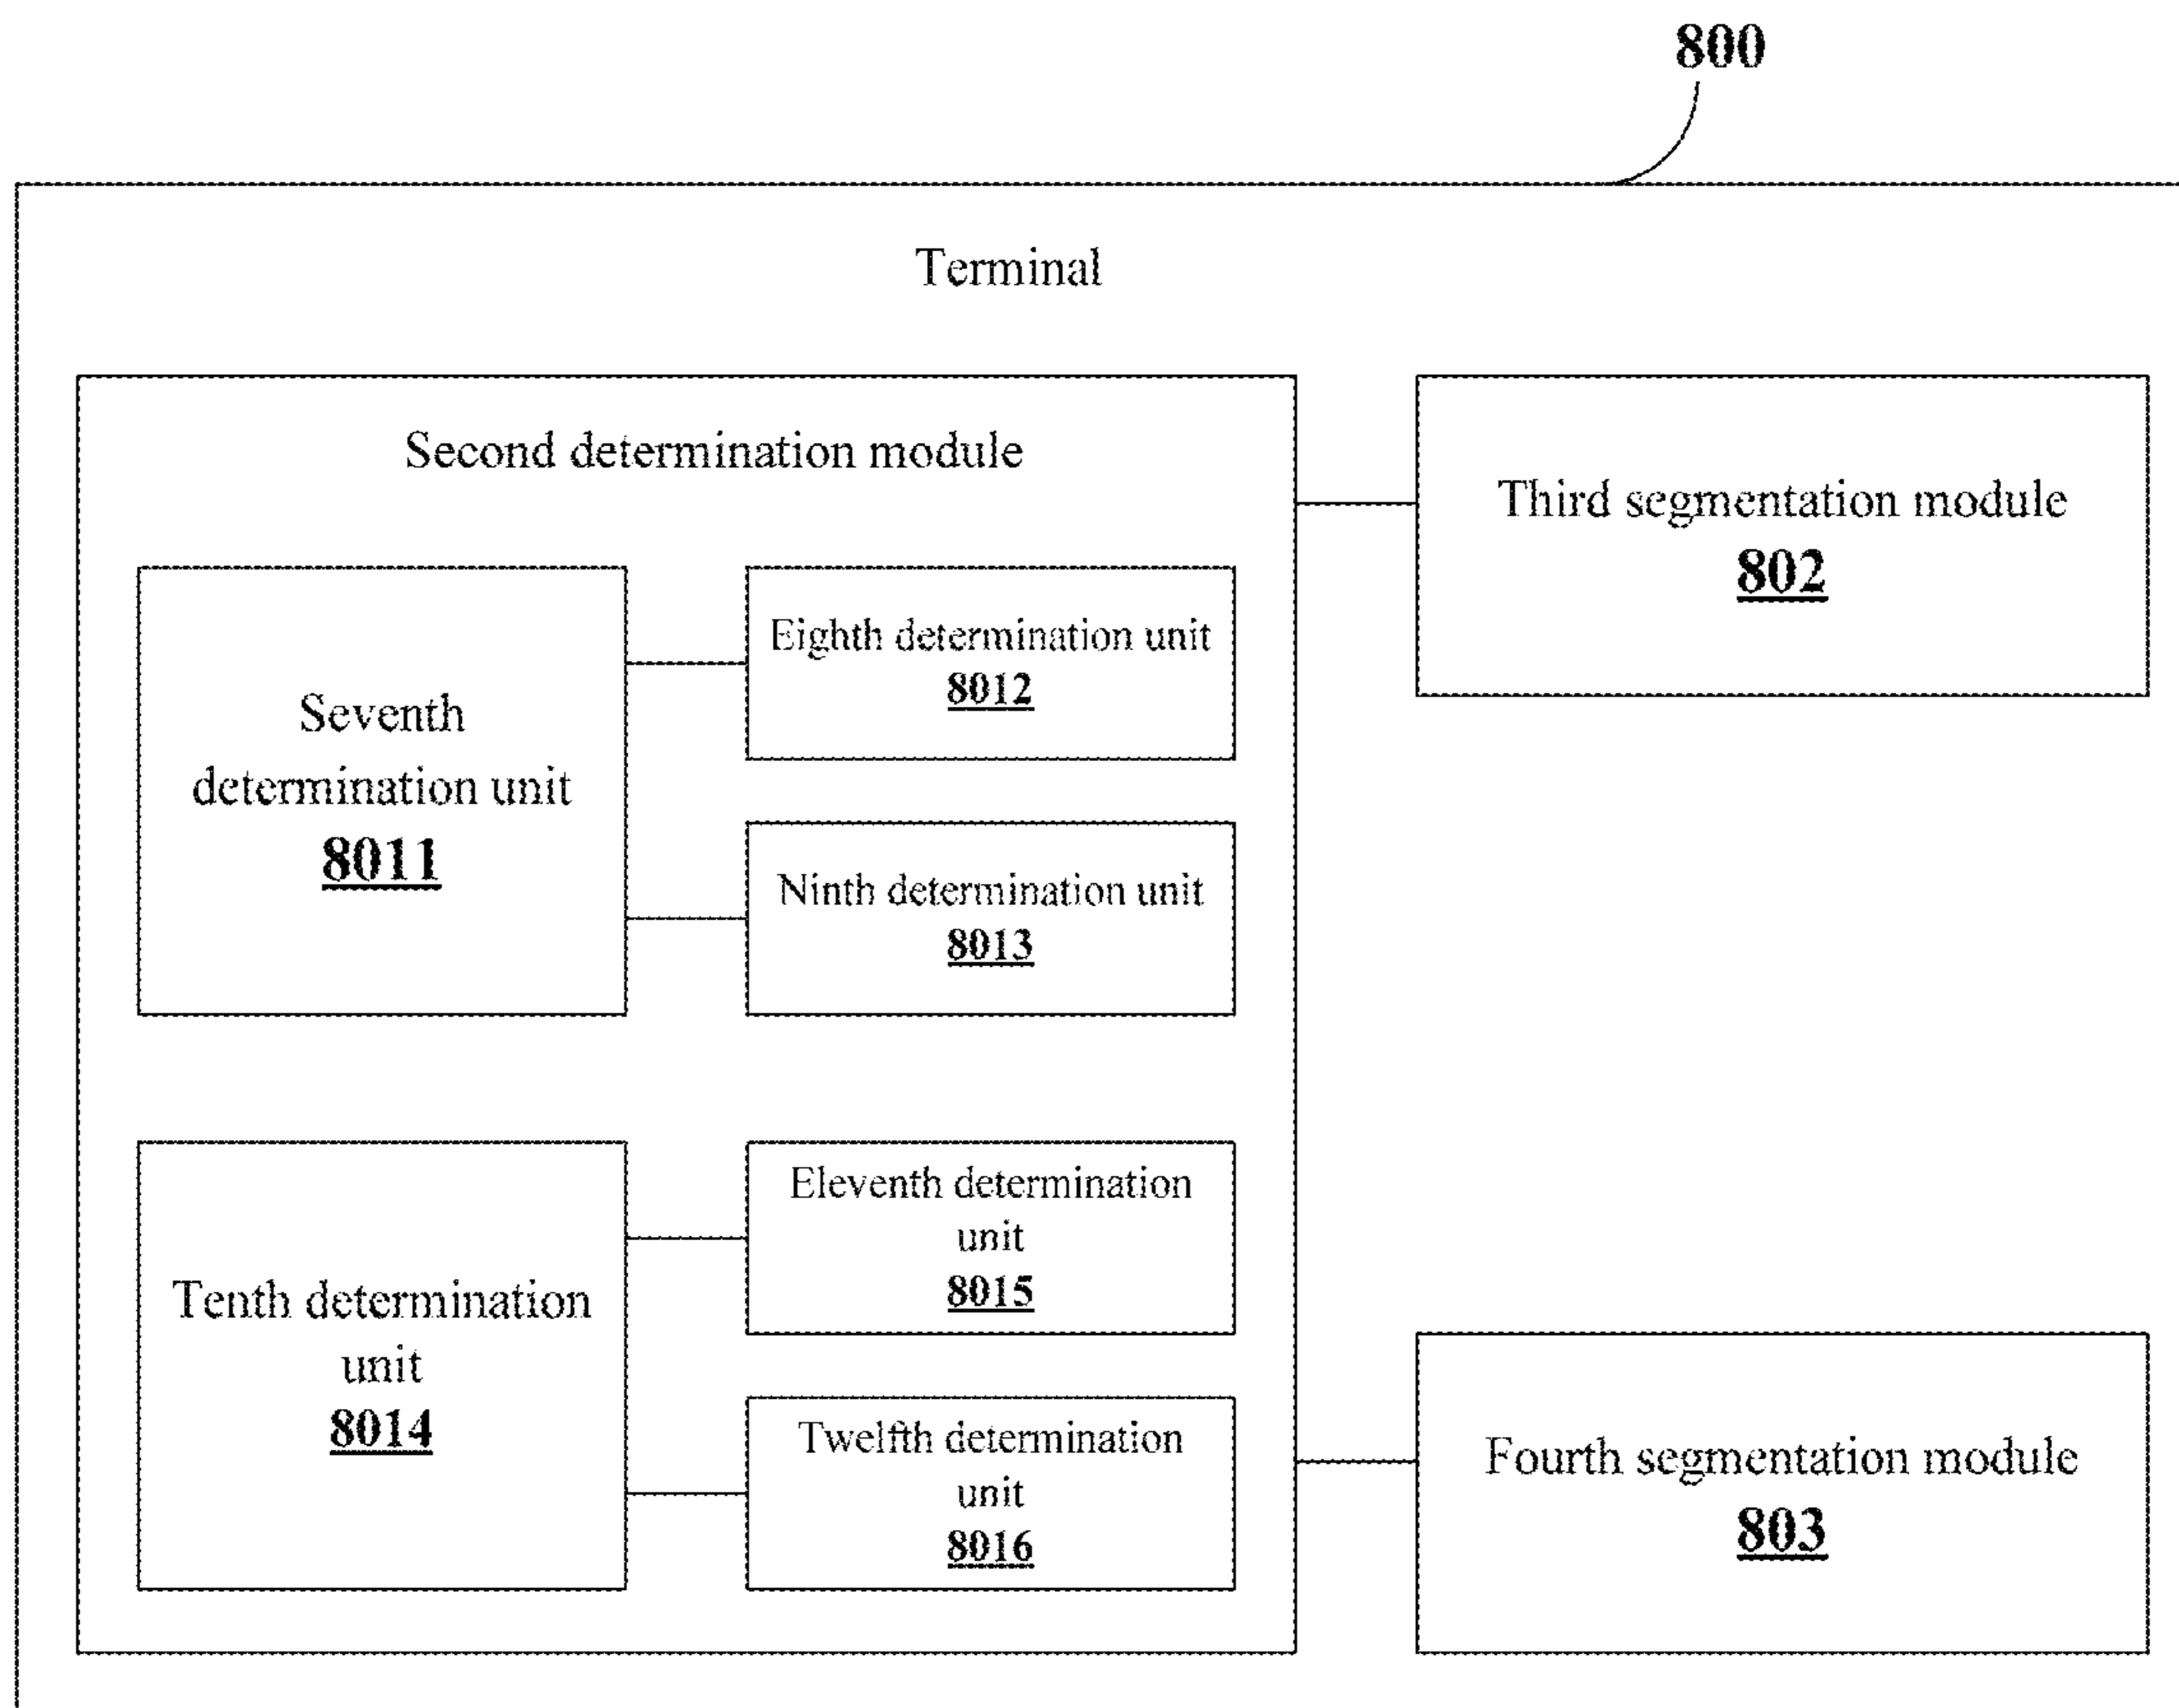 800
Terminal
Second determination module
Seventh
determination unit
8011
Eighth determination unit
8012
Ninth determination unit
8013
Tenth determination
unit
8014
Eleventh determination
unit
8015
Twelfth determination
unit
8016
Third segmentation module
802
Fourth segmentation module
803